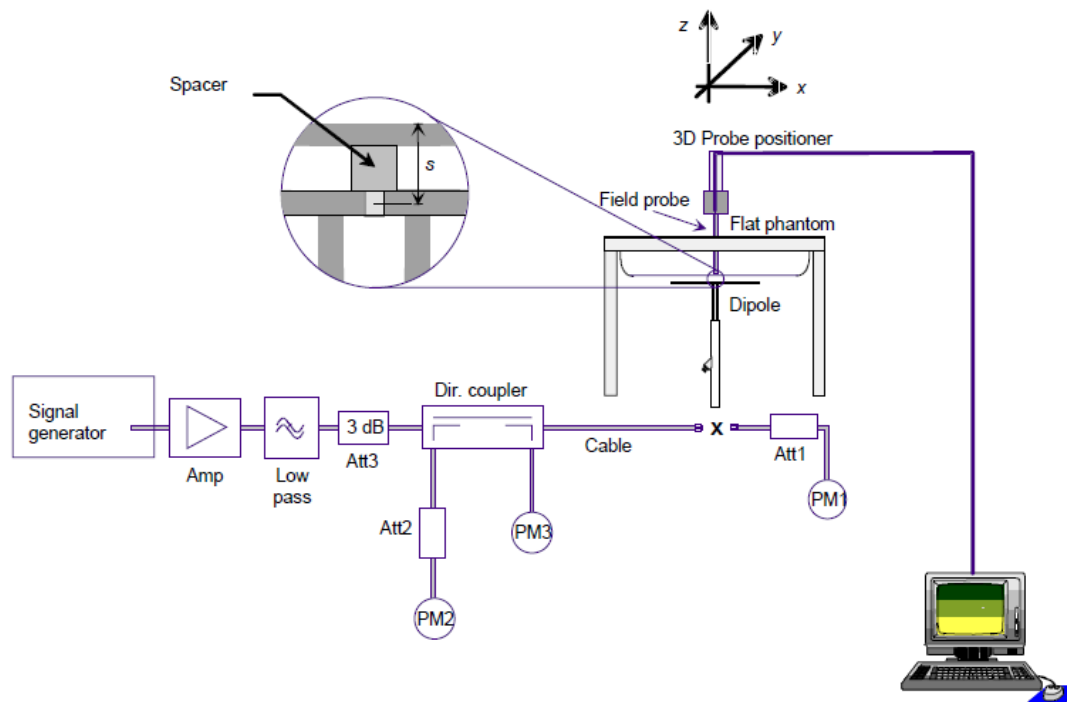 z
y
x
Spacer
s
3D Probe positioner
Field probe
Flat phantom
Dipole
Dir. coupler
Signal
generator
3 dB
Cable
X
Att1
Amp
Low
pass
Att3
PM1
Att2
PM3
PM2